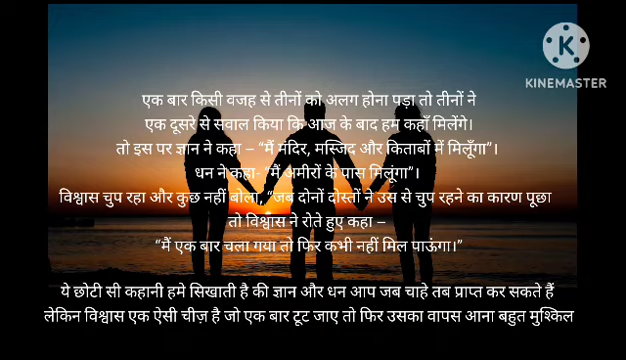 KINEMASTER
एक बार किसी वजह से तीनों को अलग होना पड़ा तो तीनों ने
एक दूसरे से सवाल किया कि आज के बाद हम कहाँ मिलेंगे।
तो इस पर ज्ञान ने कहा – “मैं मंदिर, मस्जिद और किताबों में मिलूँगा”।
धन ने कहा- “मैं अमीरों के पास मिलूंगा”।
विश्वास चुप रहा और कुछ नहीं बोला, “जब दोनों दोस्तों ने उस से चुप रहने का कारण पूछा
तो विश्वास ने रोते हुए कहा –
“मैं एक बार चला गया तो फिर कभी नहीं मिल पाऊंगा।”
ये छोटी सी कहानी हमे सिखाती है की ज्ञान और धन आप जब चाहे तब प्राप्त कर सकते हैं
लेकिन विश्वास एक ऐसी चीज़ है जो एक बार टूट जाए तो फिर उसका वापस आना बहुत मुश्किल